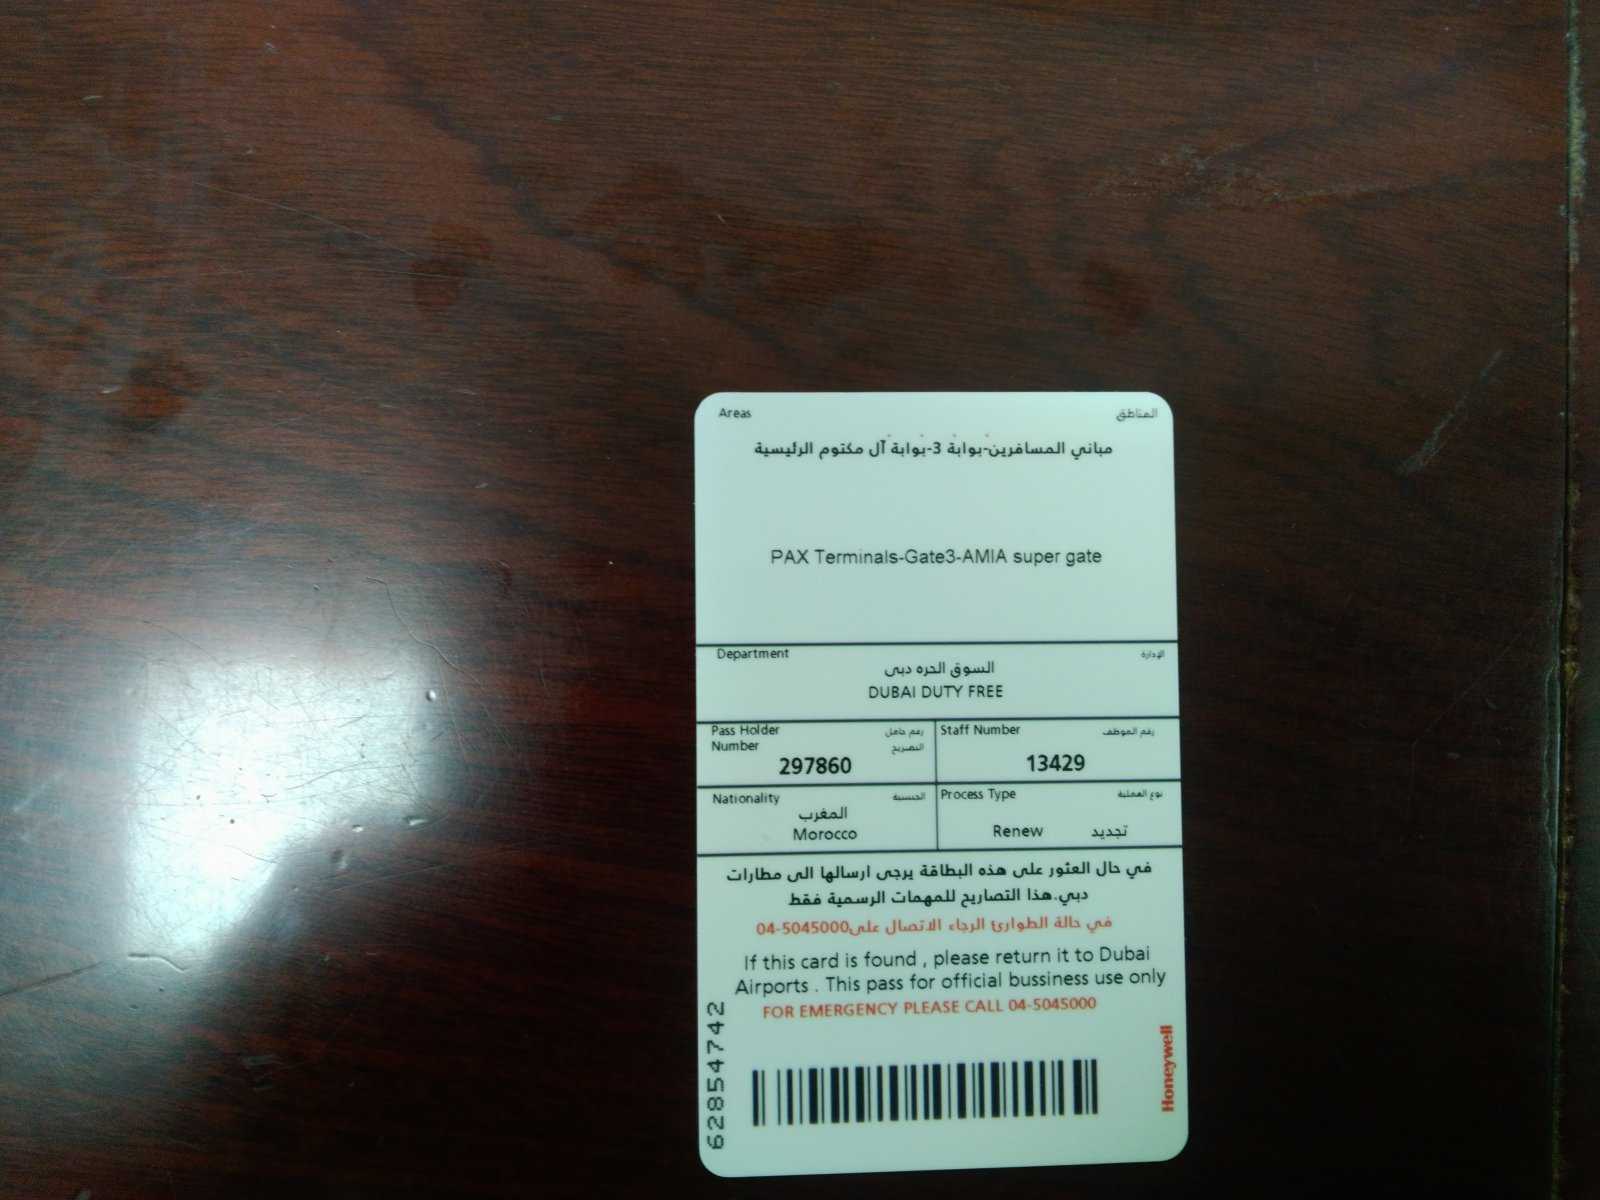 Areas المناطق
مباني المسافرين-بوابة 3-بوابة آل مكتوم الرئيسية
PAX Terminals-Gate3-AMIA super gate
Department الإدارة
السوق الحره دبى
DUBAI DUTY FREE
Pass Holder رقم حامل
Number التصريح
297860
Staff Number رقم الموظف
13429
Nationality الجنسية
المغرب
Morocco
Process Type نوع العملية
Renew تجديد
في حال العثور على هذه البطاقة يرجى ارسالها الى مطارات
دبي.هذا التصاريح للمهمات الرسمية فقط
في حالة الطوارئ الرجاء الاتصال على04-5045000
If this card is found , please return it to Dubai
Airports . This pass for official bussiness use only
FOR EMERGENCY PLEASE CALL 04-5045000
62854742
Honeywell